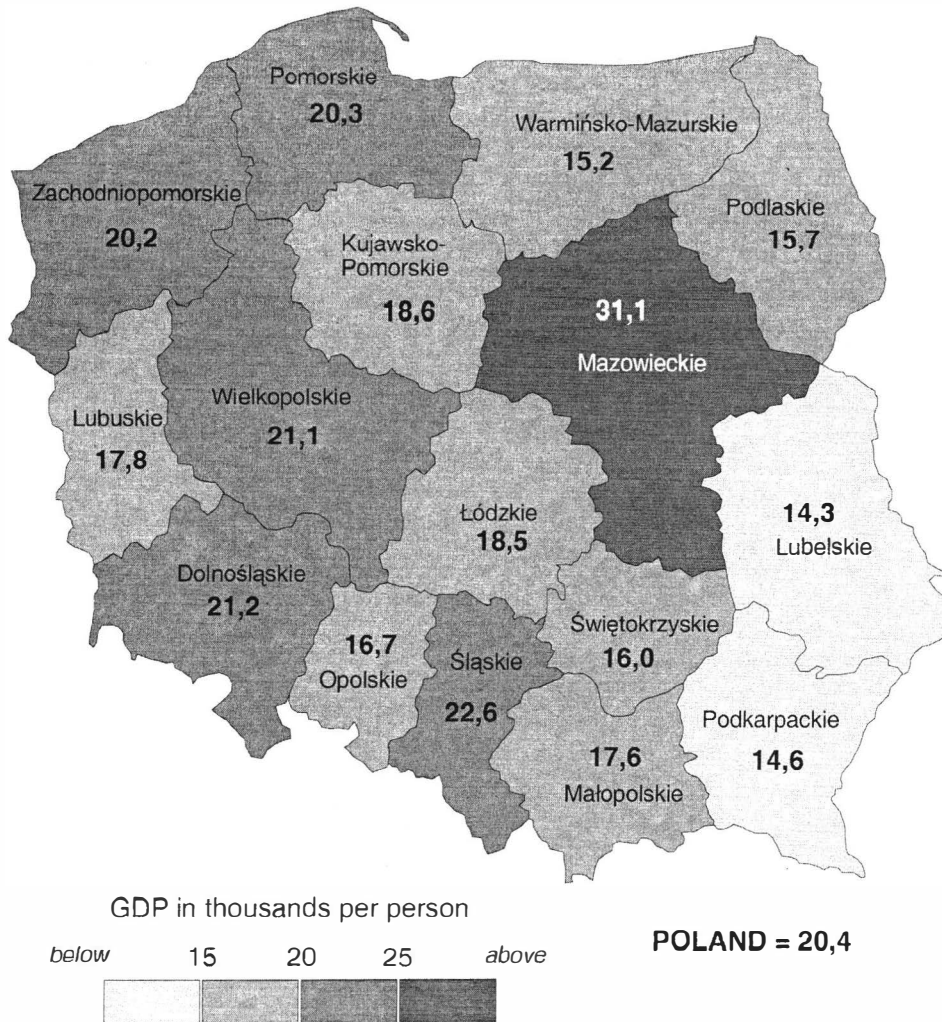 Pomorskie
20,3
Warmińsko-Mazurskie
15,2
Zachodniopomorskie
20,2
Podlaskie
15,7
Kujawsko-
Pomorskie
18,6
31,1
Mazowieckie
Lubuskie
17,8
Wielkopolskie
21,1
Łódzkie
18,5
14,3
Lubelskie
Dolnośląskie
21,2
16,7
Opolskie
Śląskie
22,6
Świętokrzyskie
16,0
Podkarpackie
14,6
17,6
Małopolskie
GDP in thousands per person
below 15 20 25 above
POLAND = 20,4